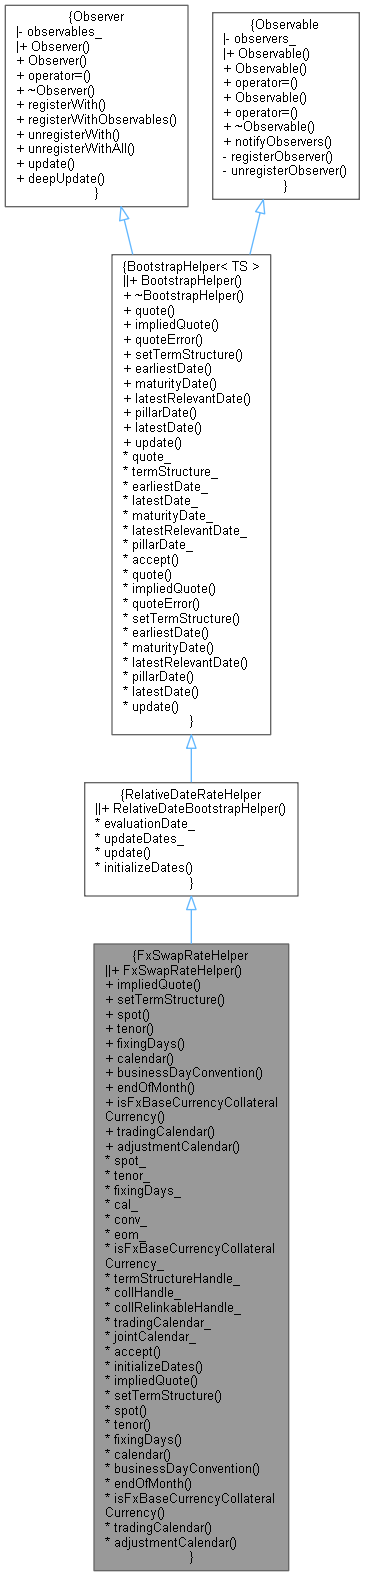 {Observer
|- observables_
|+ Observer()
+ Observer()
+ operator=()
+ ~Observer()
+ registerWith()
+ registerWithObservables()
+ unregisterWith()
+ unregisterWithAll()
+ update()
+ deepUpdate()
}
{Observable
|- observers_
|+ Observable()
+ Observable()
+ operator=()
+ Observable()
+ operator=()
+ ~Observable()
+ notifyObservers()
- registerObserver()
- unregisterObserver()
}
{BootstrapHelper< TS >
||+ BootstrapHelper()
+ ~BootstrapHelper()
+ quote()
+ impliedQuote()
+ quoteError()
+ setTermStructure()
+ earliestDate()
+ maturityDate()
+ latestRelevantDate()
+ pillarDate()
+ latestDate()
+ update()
* quote_
* termStructure_
* earliestDate_
* latestDate_
* maturityDate_
* latestRelevantDate_
* pillarDate_
* accept()
* quote()
* impliedQuote()
* quoteError()
* setTermStructure()
* earliestDate()
* maturityDate()
* latestRelevantDate()
* pillarDate()
* latestDate()
* update()
}
{RelativeDateRateHelper
||+ RelativeDateBootstrapHelper()
* evaluationDate_
* updateDates_
* update()
* initializeDates()
}
{FxSwapRateHelper
||+ FxSwapRateHelper()
+ impliedQuote()
+ setTermStructure()
+ spot()
+ tenor()
+ fixingDays()
+ calendar()
+ businessDayConvention()
+ endOfMonth()
+ isFxBaseCurrencyCollateral
Currency()
+ tradingCalendar()
+ adjustmentCalendar()
* spot_
* tenor_
* fixingDays_
* cal_
* conv_
* eom_
* isFxBaseCurrencyCollateral
Currency_
* termStructureHandle_
* collHandle_
* collRelinkableHandle_
* tradingCalendar_
* jointCalendar_
* accept()
* initializeDates()
* impliedQuote()
* setTermStructure()
* spot()
* tenor()
* fixingDays()
* calendar()
* businessDayConvention()
* endOfMonth()
* isFxBaseCurrencyCollateral
Currency()
* tradingCalendar()
* adjustmentCalendar()
}